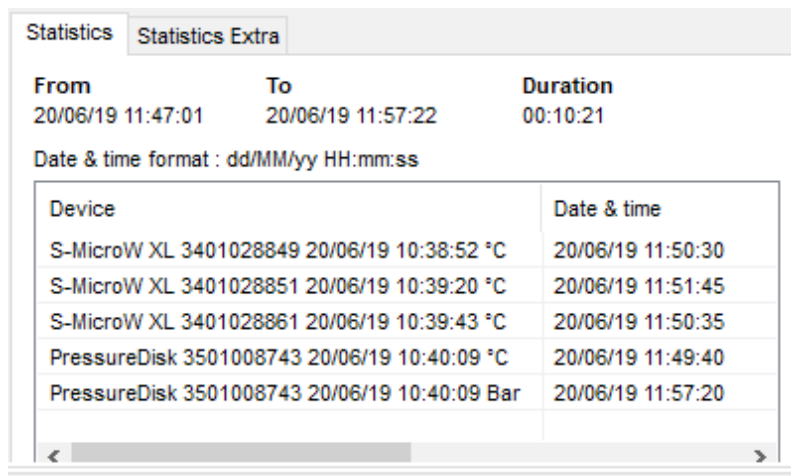 Statistics Statistics Extra
From To Duration
20/06/19 11:47:01 20/06/19 11:57:22 00:10:21
Date & time format : dd/MM/yy HH:mm:ss
Device Date & time
S-MicroW XL 3401028849 20/06/19 10:38:52 °C 20/06/19 11:50:30
S-MicroW XL 3401028851 20/06/19 10:39:20 °C 20/06/19 11:51:45
S-MicroW XL 3401028861 20/06/19 10:39:43 °C 20/06/19 11:50:35
PressureDisk 3501008743 20/06/19 10:40:09 °C 20/06/19 11:49:40
PressureDisk 3501008743 20/06/19 10:40:09 Bar 20/06/19 11:57:20